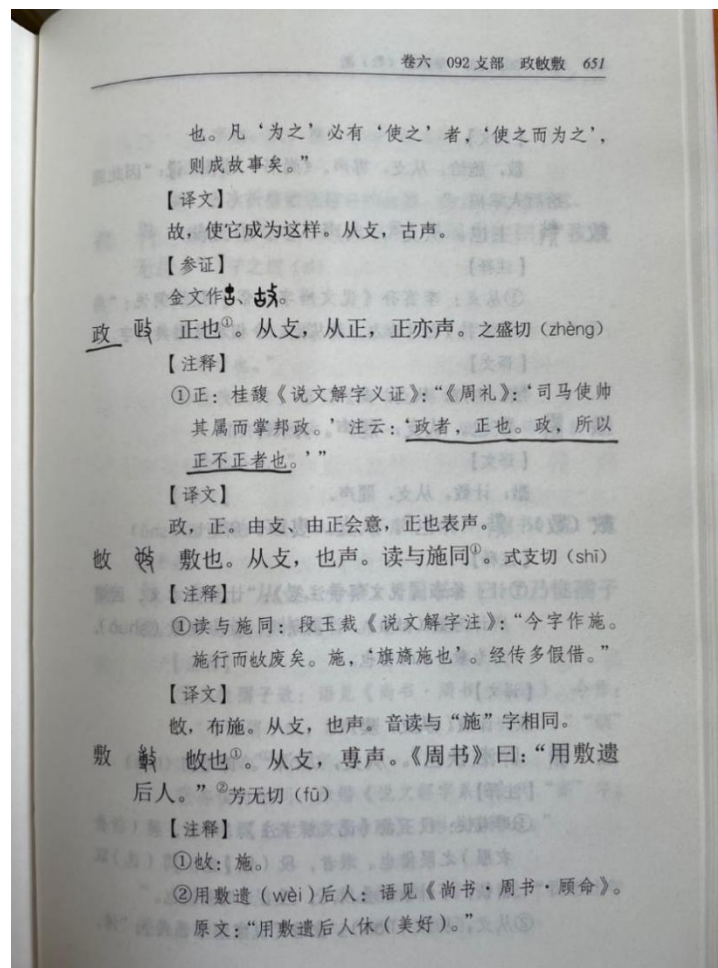 卷六 092支部 政㪃敷 651
也。凡‘为之’必有‘使之’者，‘使之而为之’，
则成故事矣。”
【译文】
故，使它成为这样。从攴，古声。
【参证】
金文作、。
政 正也①。从攴，从正，正亦声。之盛切（zhèng）
【注释】
①正：桂馥《说文解字义证》：“《周礼》：‘司马使帅
其属而掌邦政。’注云：‘政者，正也。政，所以
正不正者也。’”
【译文】
政，正。由攴、由正会意，正也表声。
㪃 敷也。从攴，也声。读与施同①。式支切（shī）
【注释】
①读与施同：段玉裁《说文解字注》：“今字作施。
施行而㪃废矣。施，‘旗旖施也’。经传多假借。”
【译文】
㪃，布施。从攴，也声。音读与“施”字相同。
敷 㪃也①。从攴，尃声。《周书》曰：“用敷遗
后人。”②芳无切（fū）
【注释】
①㪃：施。
②用敷遗（wèi）后人：语见《尚书·周书·顾命》。
原文：“用敷遗后人休（美好）。”